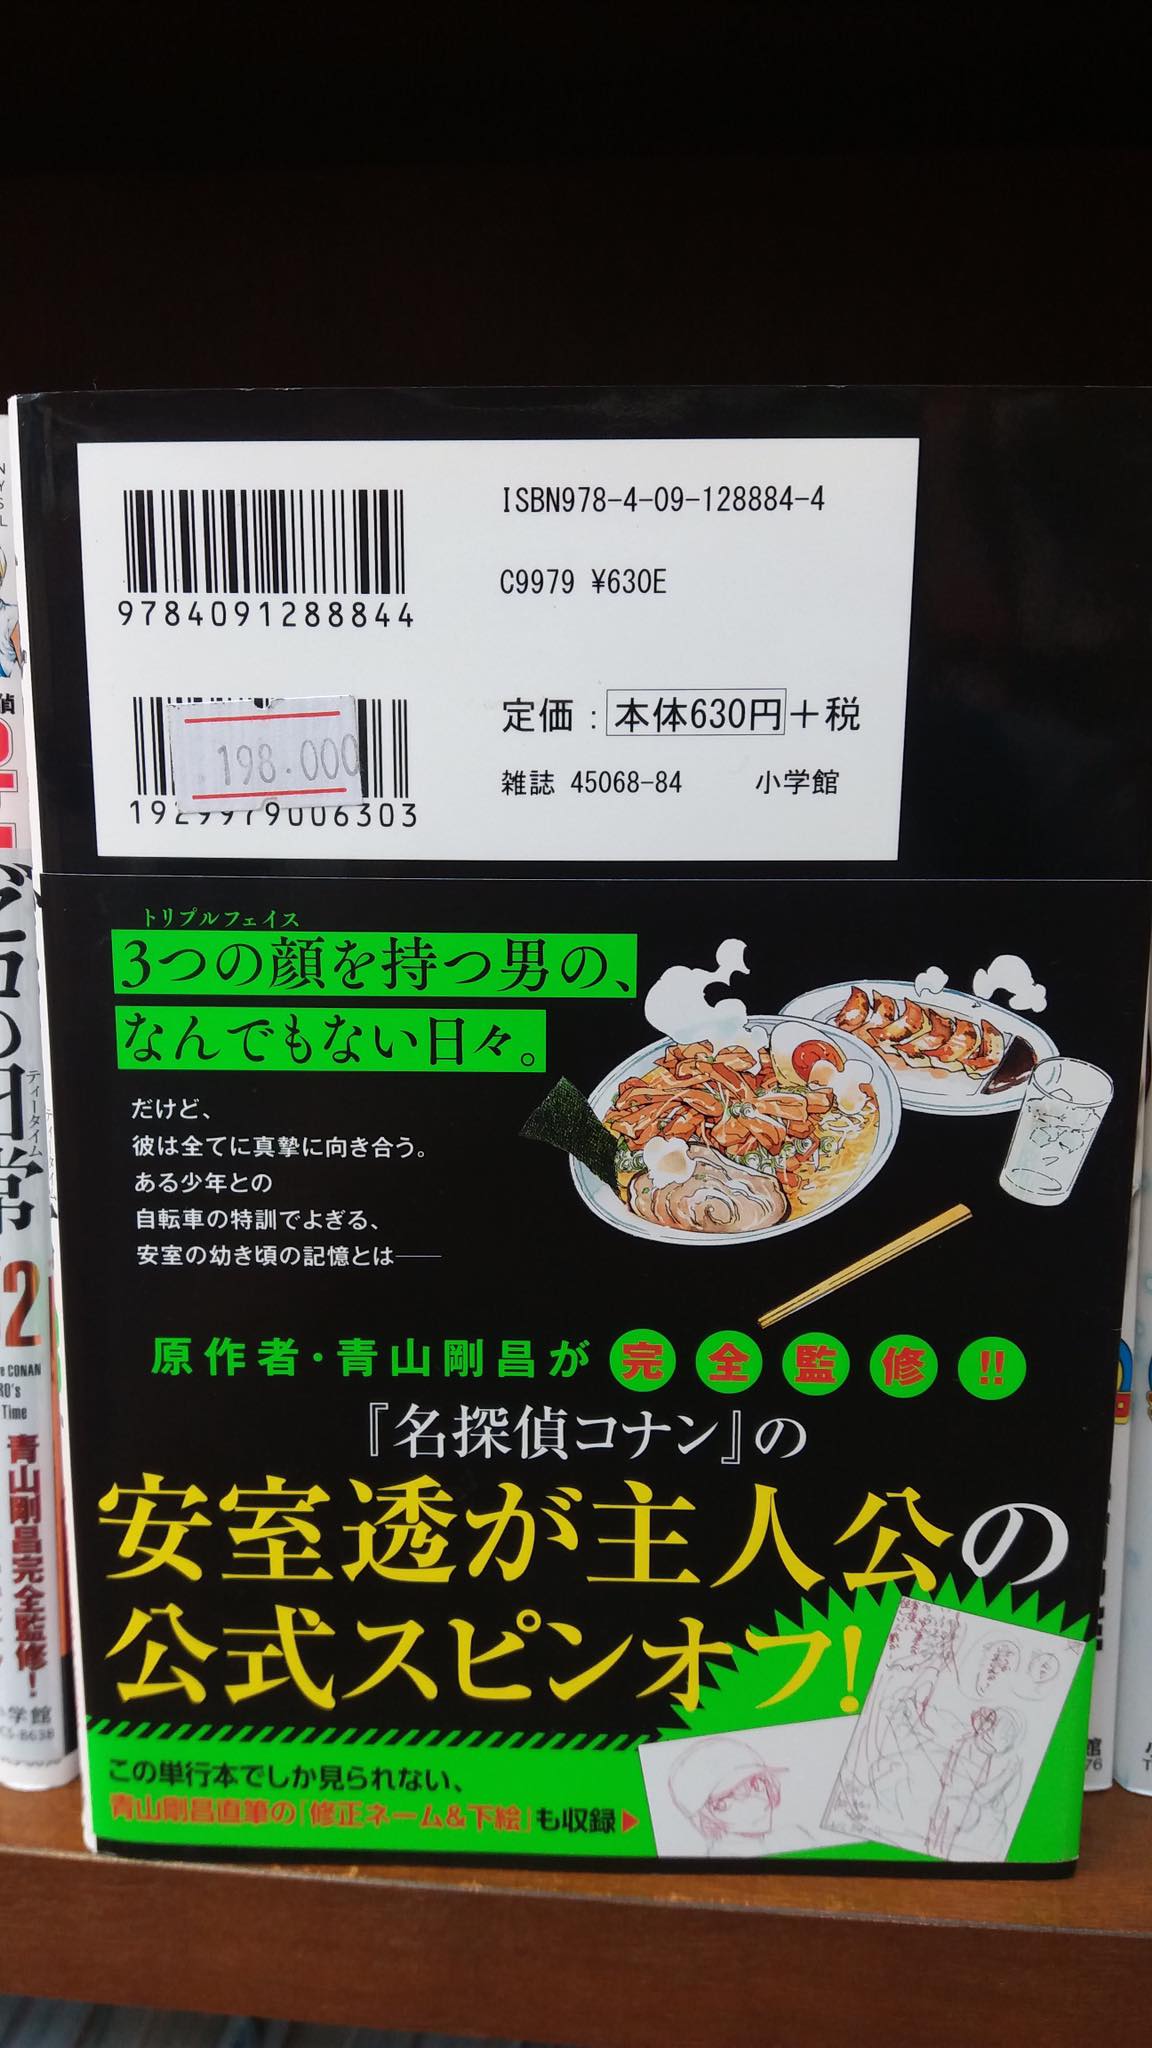 ISBN978-4-09-128884-4
9784091288844
C9979 ¥630E
定価：本体630円＋税
198.000
雑誌 45068-84 小学館
1929979006303
トリプルフェイス
3つの顔を持つ男の、
なんでもない日々。
だけど、
彼は全てに真摯に向き合う。
ある少年との
自転車の特訓でよぎる、
安室の幼き頃の記憶とは──
原作者・青山剛昌が完全監修!!
『名探偵コナン』の
安室透が主人公の
公式スピンオフ！
この単行本でしか見られない、
青山剛昌直筆の「修正ネーム＆下絵」も収録▶
ゼロの日常
ティータイム
2
CONAN
Time
青山剛昌完全監修！